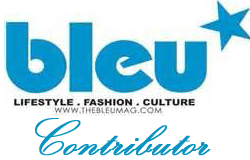 bleu
LIFESTYLE . FASHION . CULTURE
WWW.THEBLEUMAG.COM
Contributor